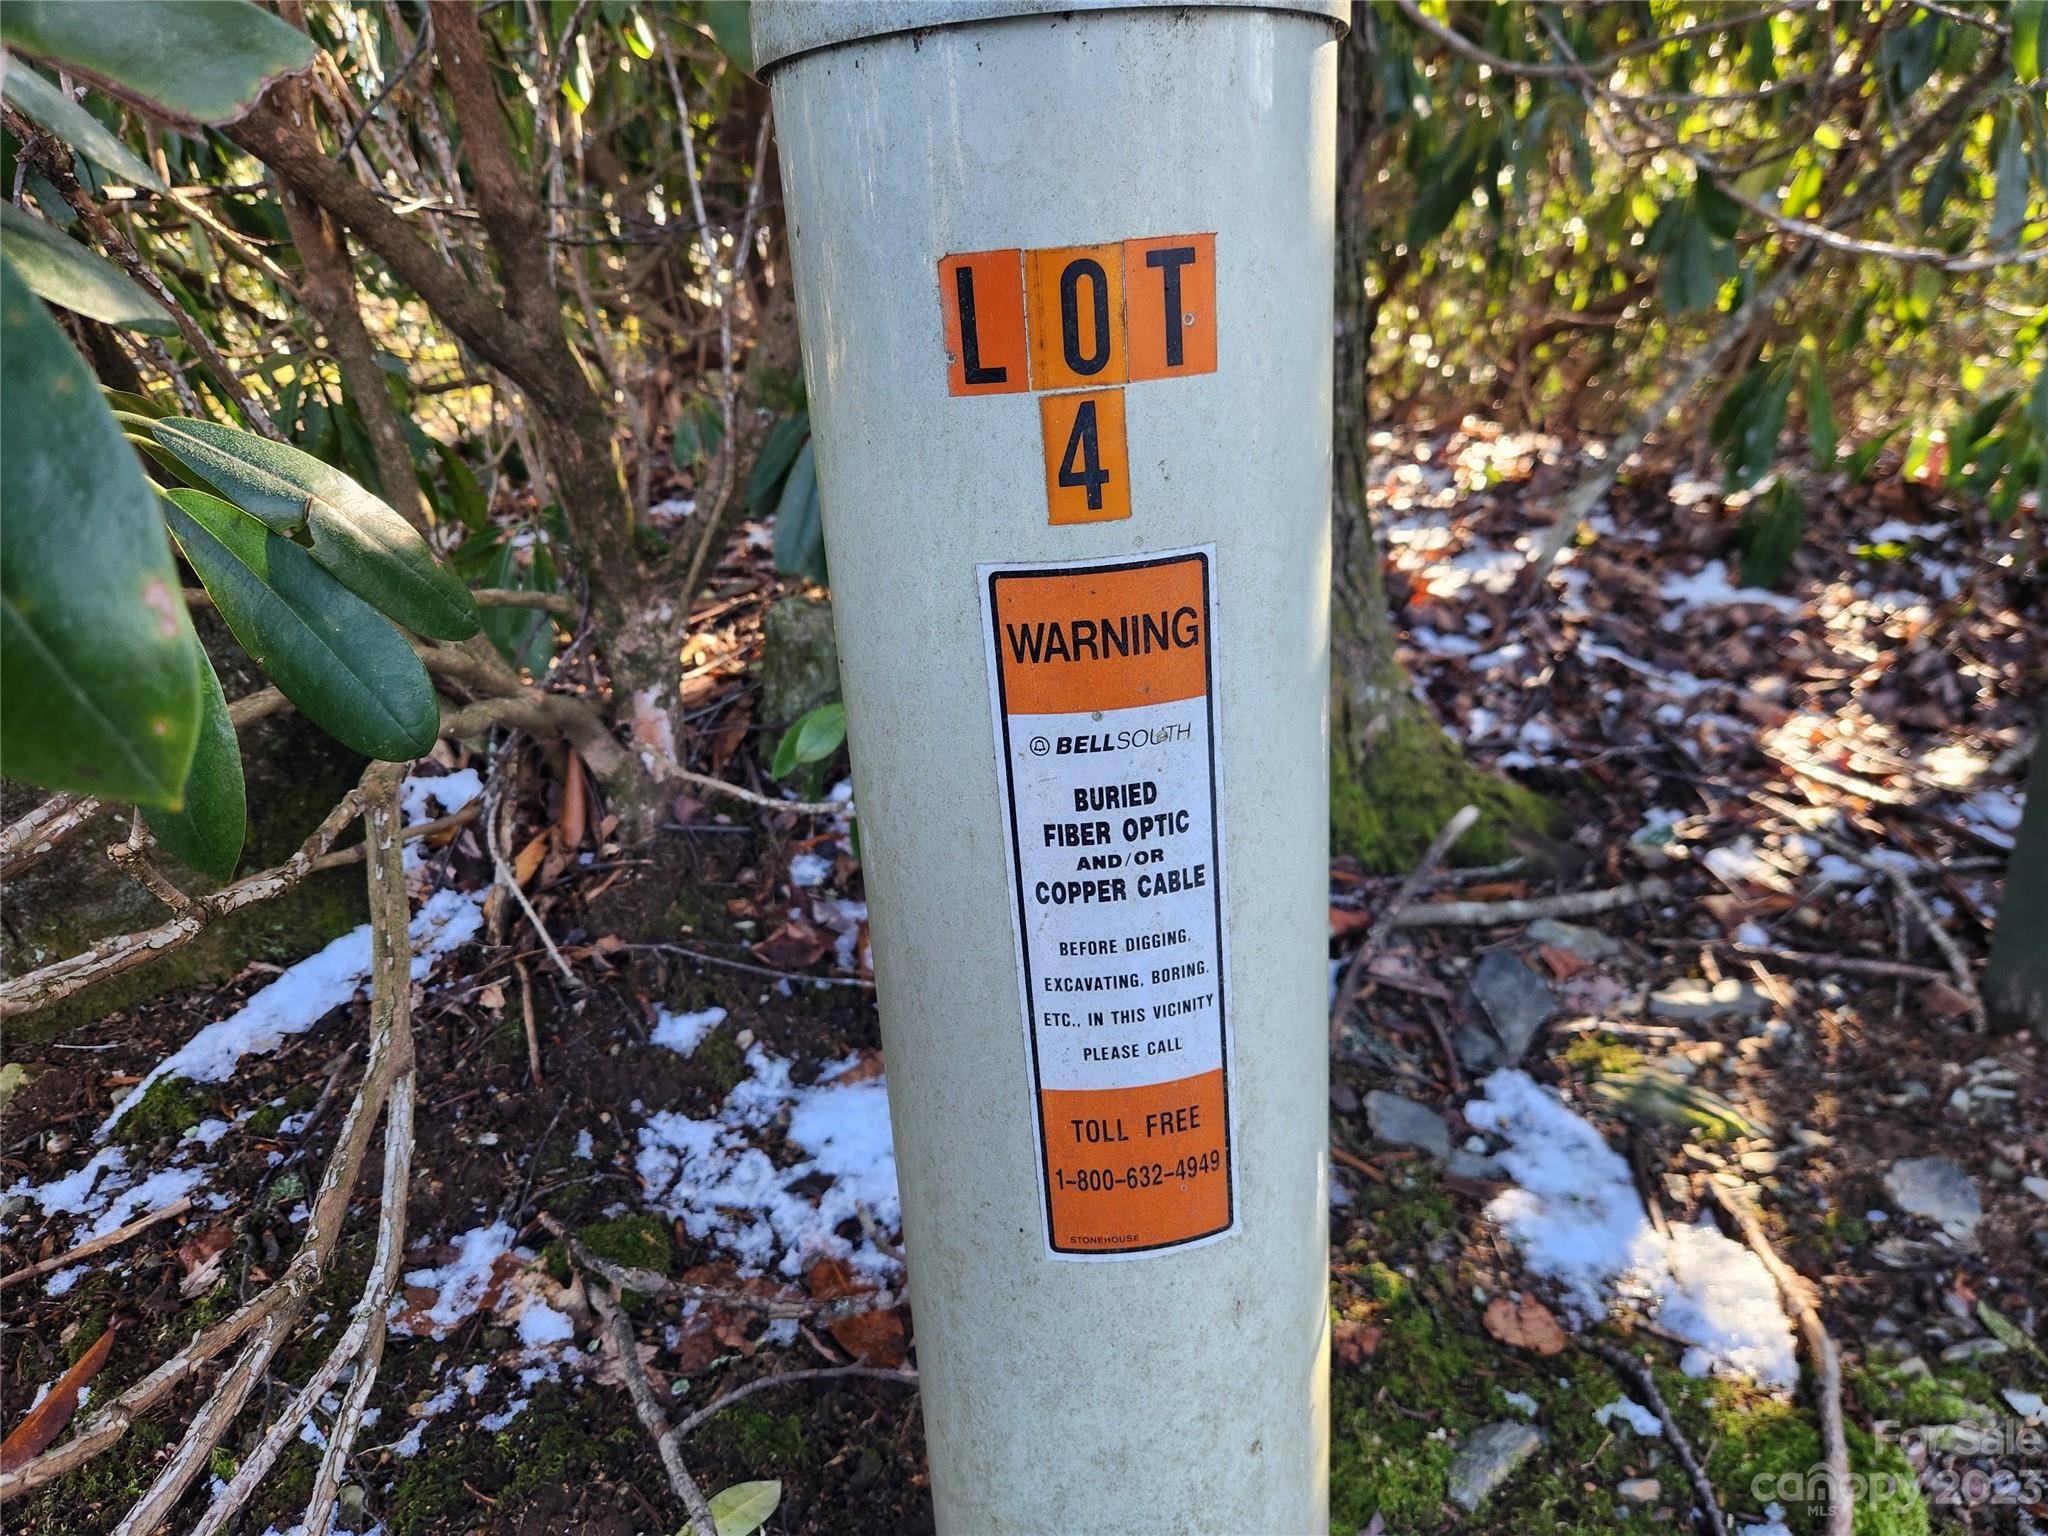 LOT
4
WARNING
BELLSOUTH
BURIED
FIBER OPTIC
AND/OR
COPPER CABLE
BEFORE DIGGING,
EXCAVATING, BORING,
ETC., IN THIS VICINITY
PLEASE CALL
TOLL FREE
1-800-632-4949
STONEHOUSE
For Sale
canopy 2023
MLS